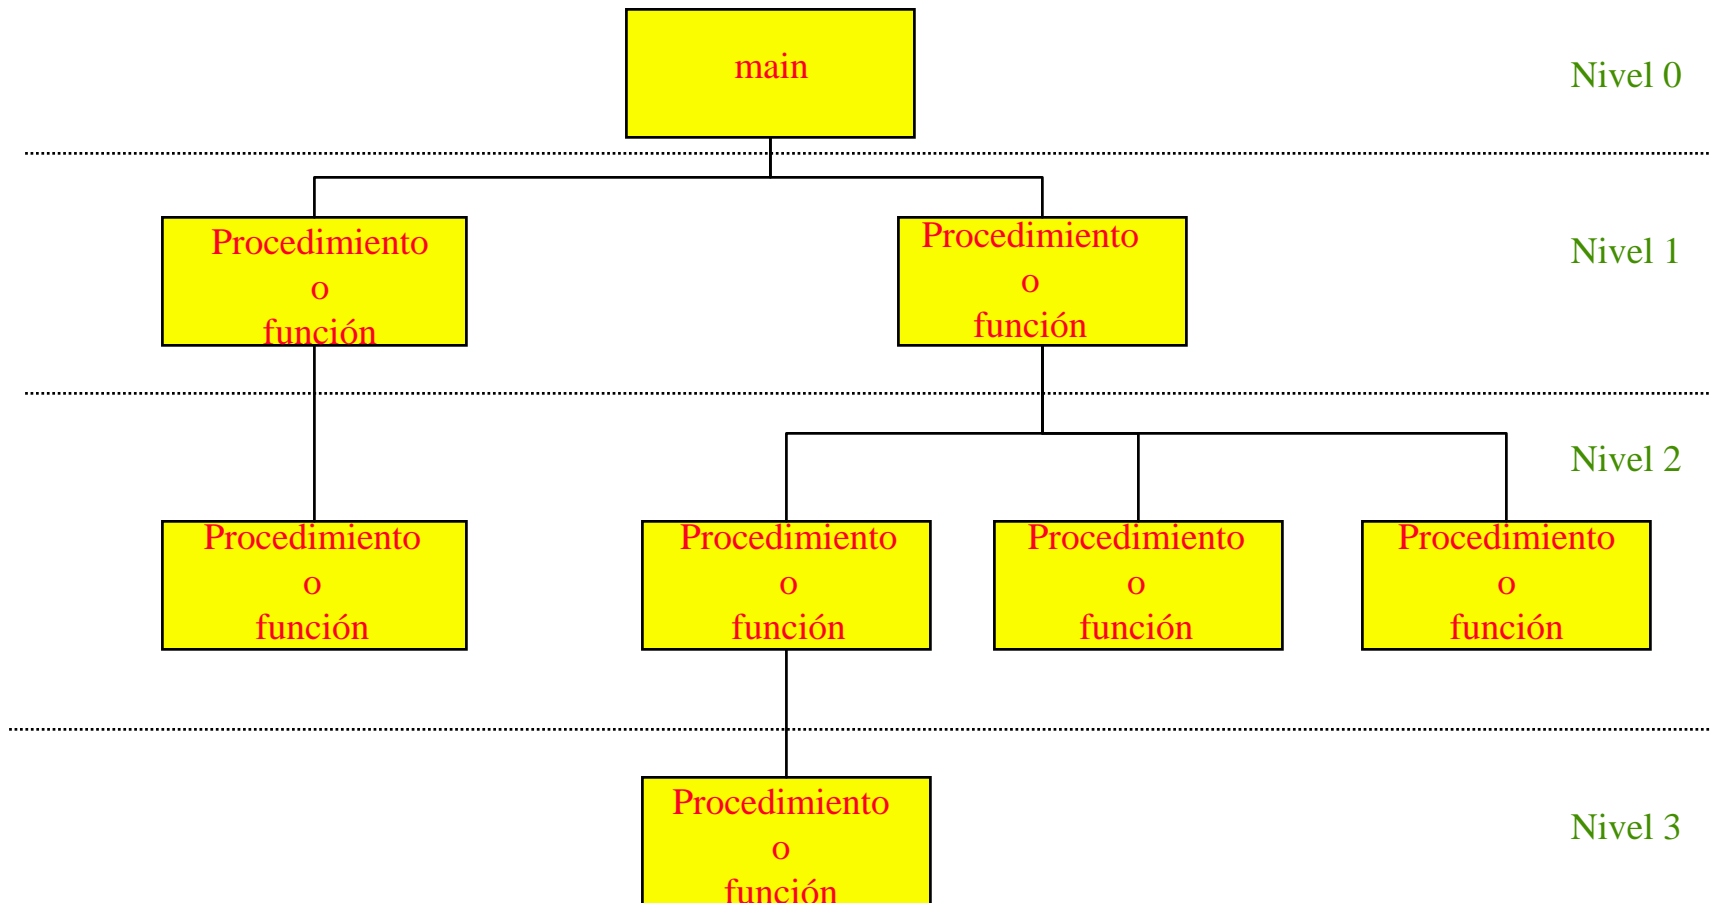 main
Nivel 0
Procedimiento
o
función
Procedimiento
o
función
Nivel 1
Nivel 2
Procedimiento
o
función
Procedimiento
o
función
Procedimiento
o
función
Procedimiento
o
función
Procedimiento
o
función
Nivel 3